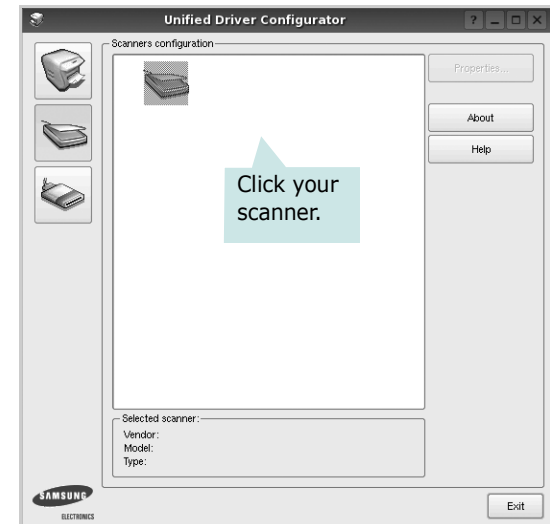 Unified Driver Configurator
Scanners configuration
Properties...
About
Help
Click your
scanner.
Selected scanner:
Vendor:
Model:
Type:
SAMSUNG
ELECTRONICS
Exit